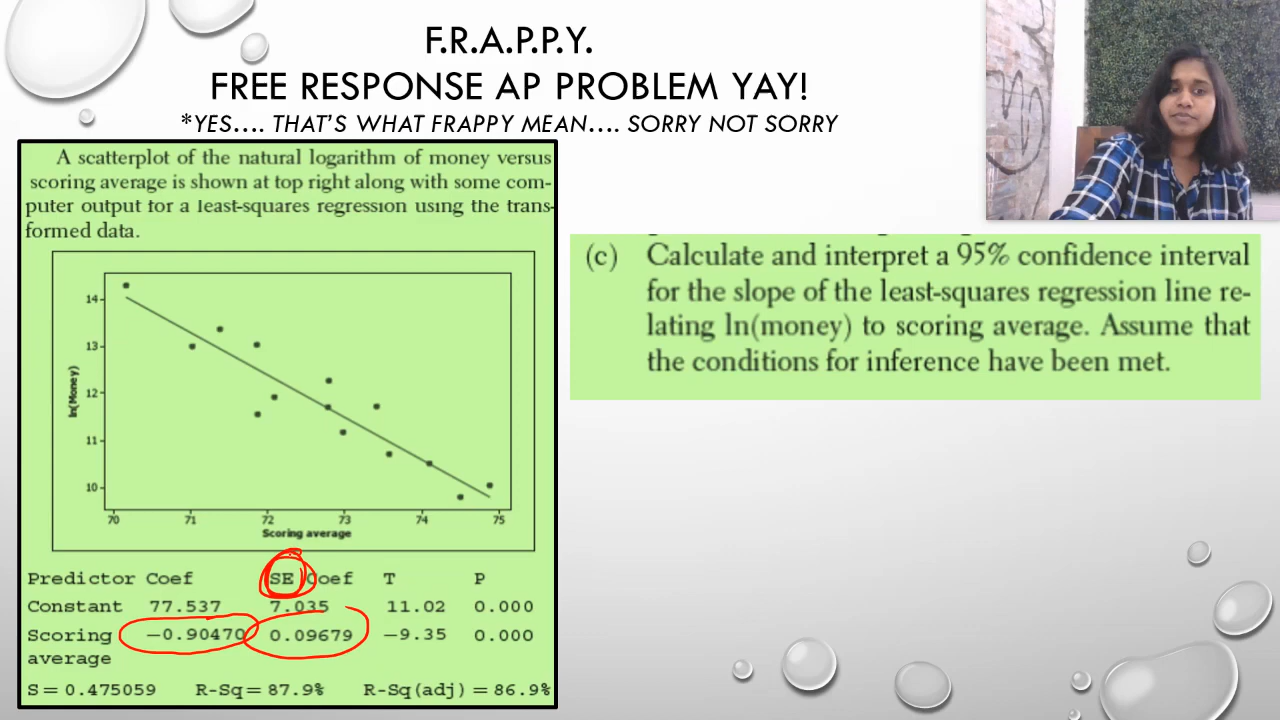 F.R.A.P.P.Y.
FREE RESPONSE AP PROBLEM YAY!
*YES.... THAT'S WHAT FRAPPY MEAN.... SORRY NOT SORRY
A scatterplot of the natural logarithm of money versus
scoring average is shown at top right along with some com-
puter output for a least-squares regression using the trans-
formed data.
14
13
12
11
10
ln(Money)
70 71 72 73 74 75
Scoring average
Predictor Coef SE Coef T P
Constant 77.537 7.035 11.02 0.000
Scoring −0.90470 0.09679 −9.35 0.000
average
S = 0.475059 R-Sq = 87.9% R-Sq(adj) = 86.9%
(c) Calculate and interpret a 95% confidence interval
for the slope of the least-squares regression line re-
lating ln(money) to scoring average. Assume that
the conditions for inference have been met.